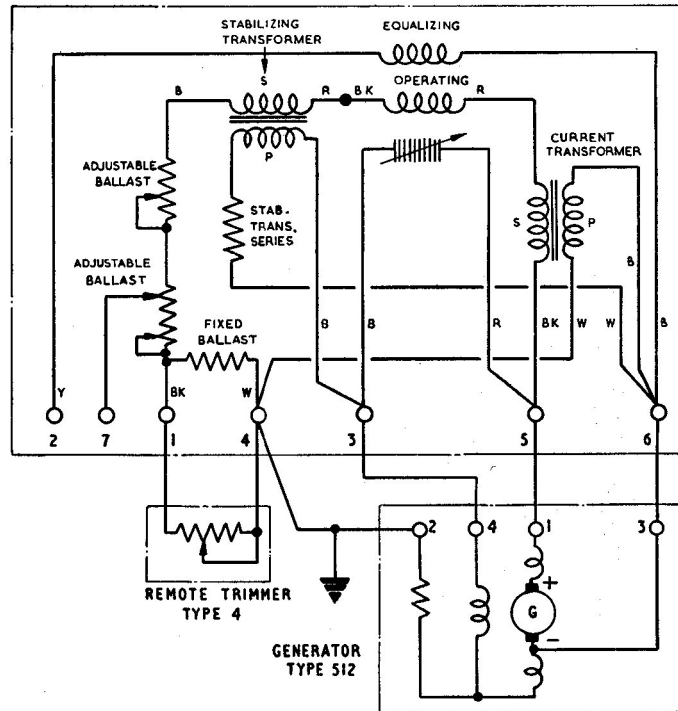 STABILIZING
TRANSFORMER
EQUALIZING
S
B
R
BK
OPERATING
R
P
CURRENT
TRANSFORMER
ADJUSTABLE
BALLAST
STAB-
TRANS.
SERIES
S
P
B
ADJUSTABLE
BALLAST
FIXED
BALLAST
B
B
R
BK
W
W
B
Y
BK
W
2
7
1
4
3
5
6
2
4
1
3
REMOTE TRIMMER
TYPE 4
+
G
-
GENERATOR
TYPE 512